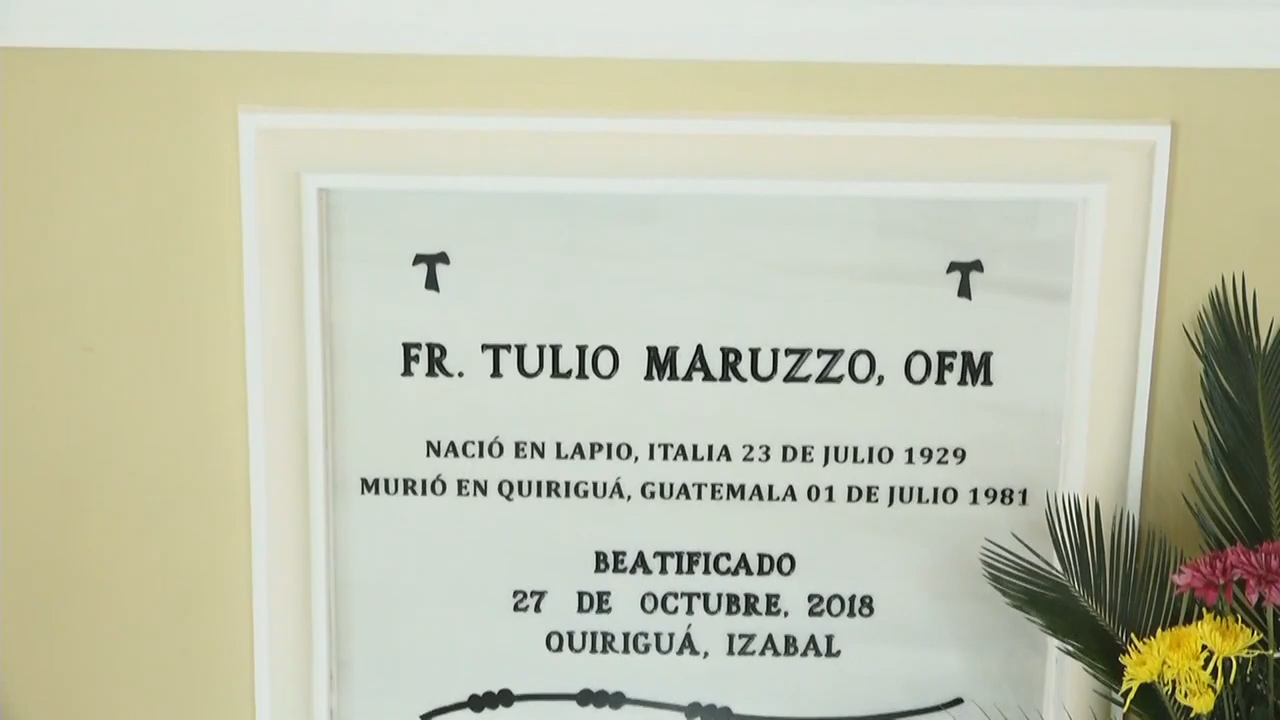 FR. TULIO MARUZZO, OFM
NACIÓ EN LAPIO, ITALIA 23 DE JULIO 1929
MURIÓ EN QUIRIGUÁ, GUATEMALA 01 DE JULIO 1981
BEATIFICADO
27 DE OCTUBRE, 2018
QUIRIGUÁ, IZABAL